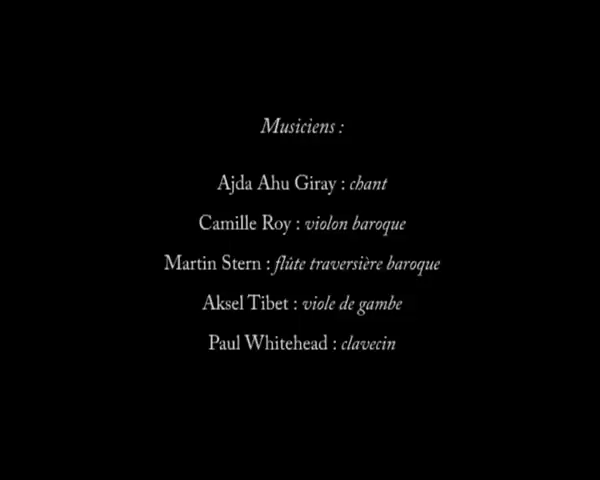 Musiciens :
Ajda Ahu Giray : chant
Camille Roy : violon baroque
Martin Stern : flûte traversière baroque
Aksel Tibet : viole de gambe
Paul Whitehead : clavecin